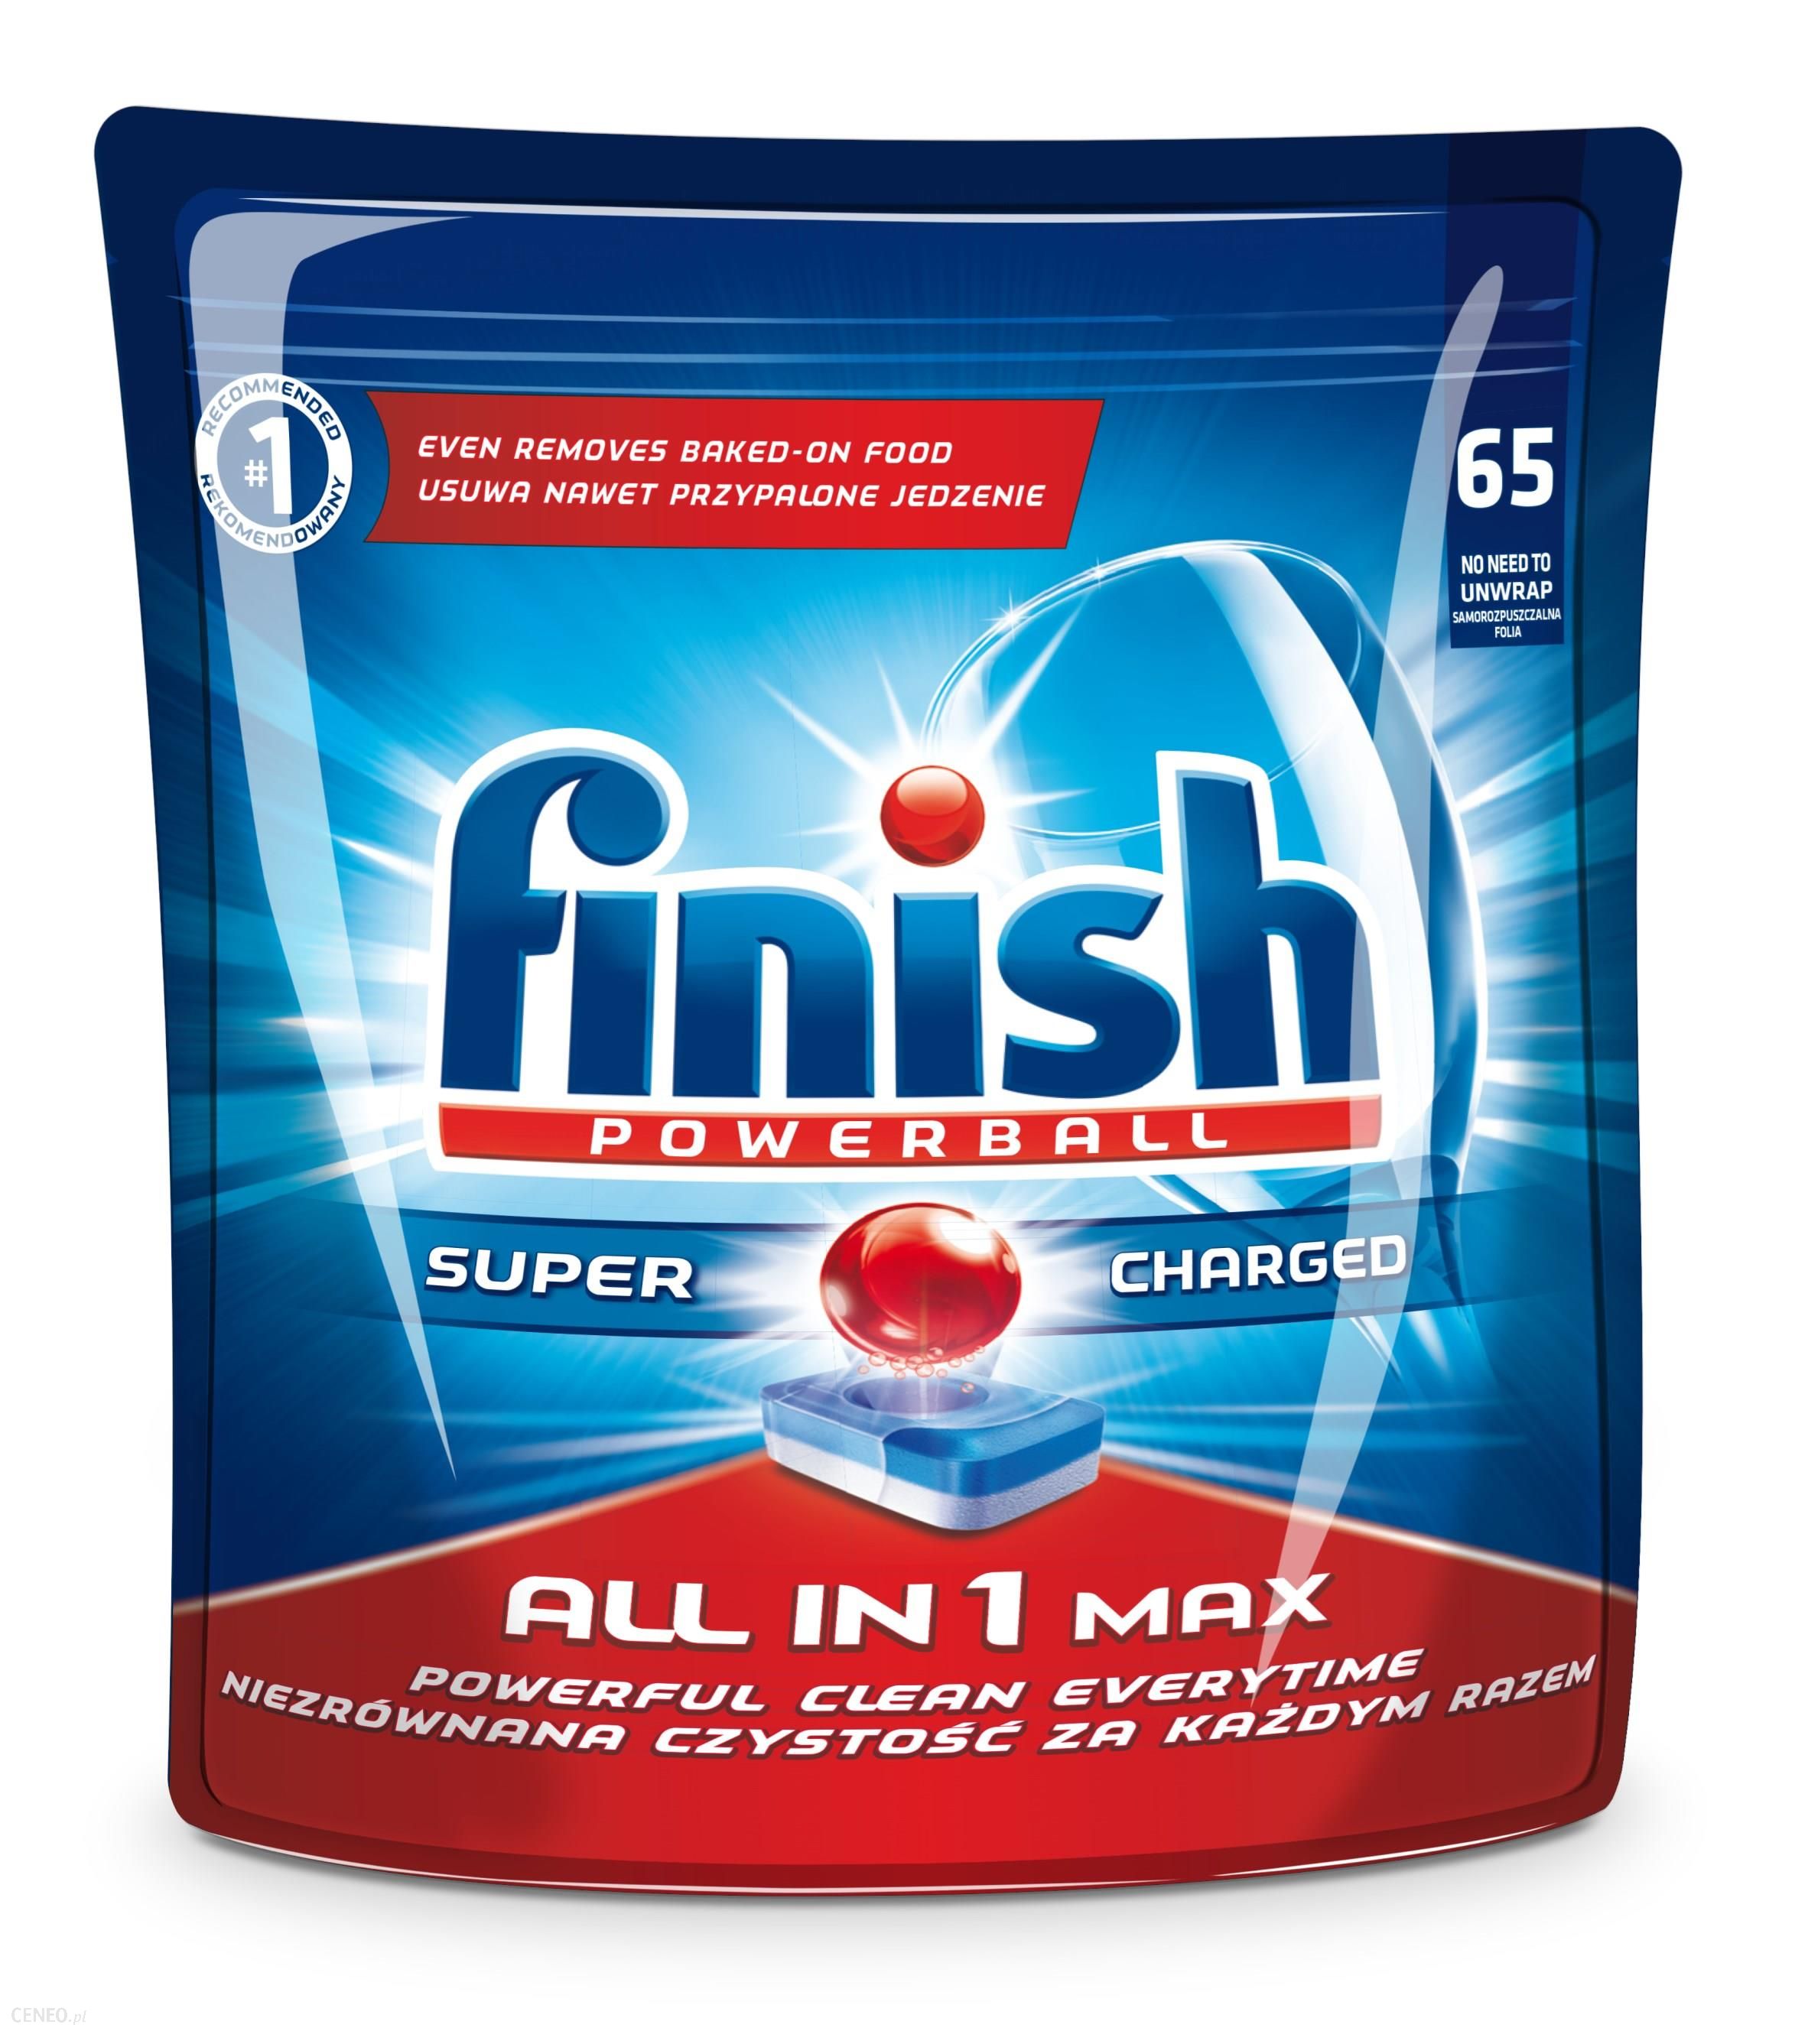 RECOMMENDED
#1
REKOMENDOWANY
EVEN REMOVES BAKED-ON FOOD
USUWA NAWET PRZYPALONE JEDZENIE
65
NO NEED TO
UNWRAP
SAMOROZPUSZCZALNA
FOLIA
finish
POWERBALL
SUPER CHARGED
ALL IN 1 MAX
POWERFUL CLEAN EVERYTIME
NIEZRÓWNANA CZYSTOŚĆ ZA KAŻDYM RAZEM
CENEO.pl